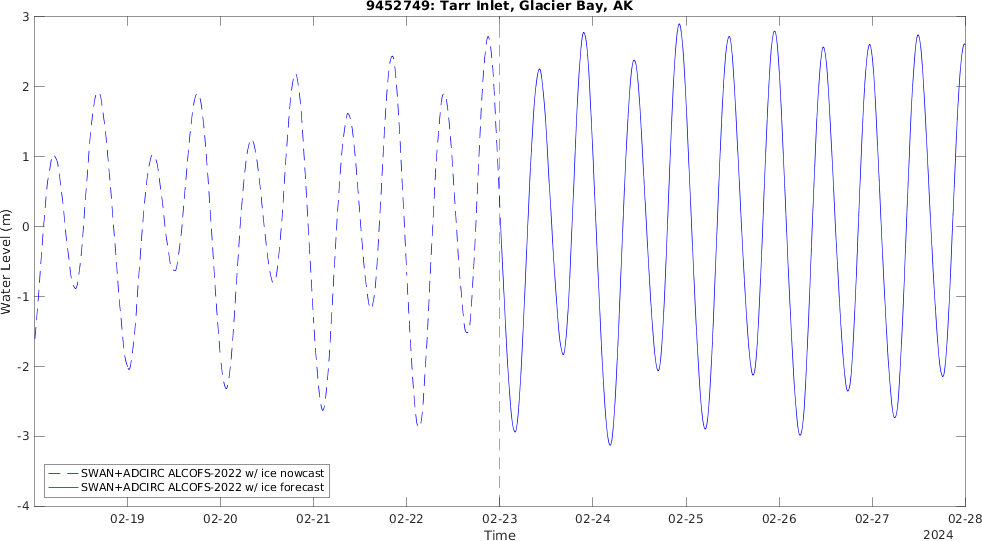 9452749: Tarr Inlet, Glacier Bay, AK
3
2
1
0
-1
-2
-3
-4
Water Level (m)
SWAN+ADCIRC ALCOFS-2022 w/ ice nowcast
SWAN+ADCIRC ALCOFS-2022 w/ ice forecast
02-19 02-20 02-21 02-22 02-23 02-24 02-25 02-26 02-27 02-28
Time
2024